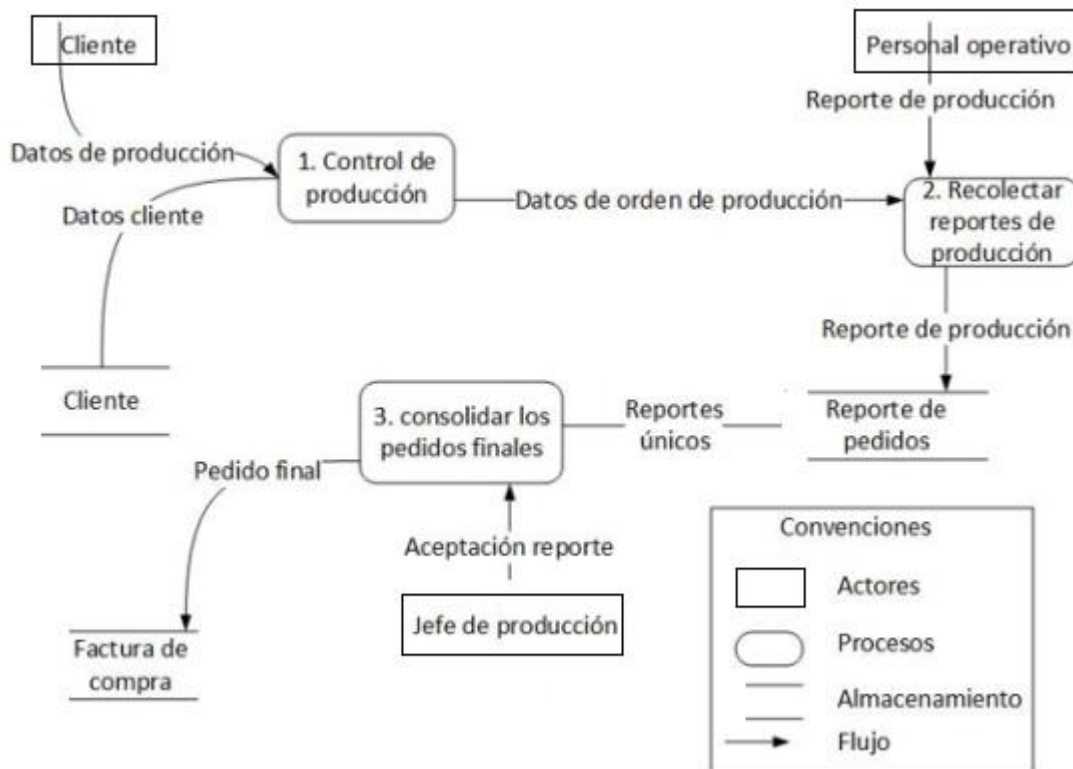 Cliente
Personal operativo
Reporte de producción
Datos de producción
1. Control de
producción
Datos cliente
Datos de orden de producción
2. Recolectar
reportes de
producción
Reporte de producción
Cliente
3. consolidar los
pedidos finales
Reportes
únicos
Reporte de
pedidos
Pedido final
Aceptación reporte
Jefe de producción
Factura de
compra
Convenciones
Actores
Procesos
Almacenamiento
Flujo